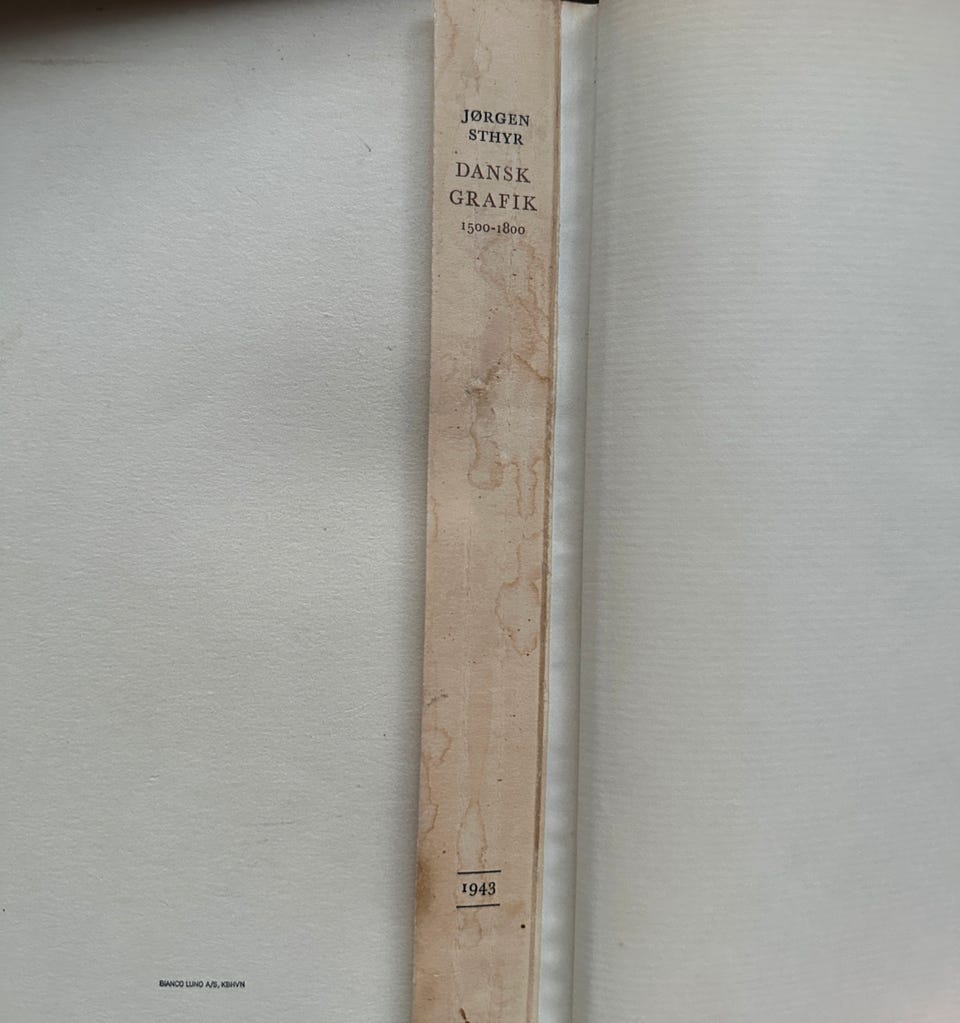 JØRGEN
STHYR
DANSK
GRAFIK
1500-1800
1943
BIANCO LUNO A/S, KBHVN